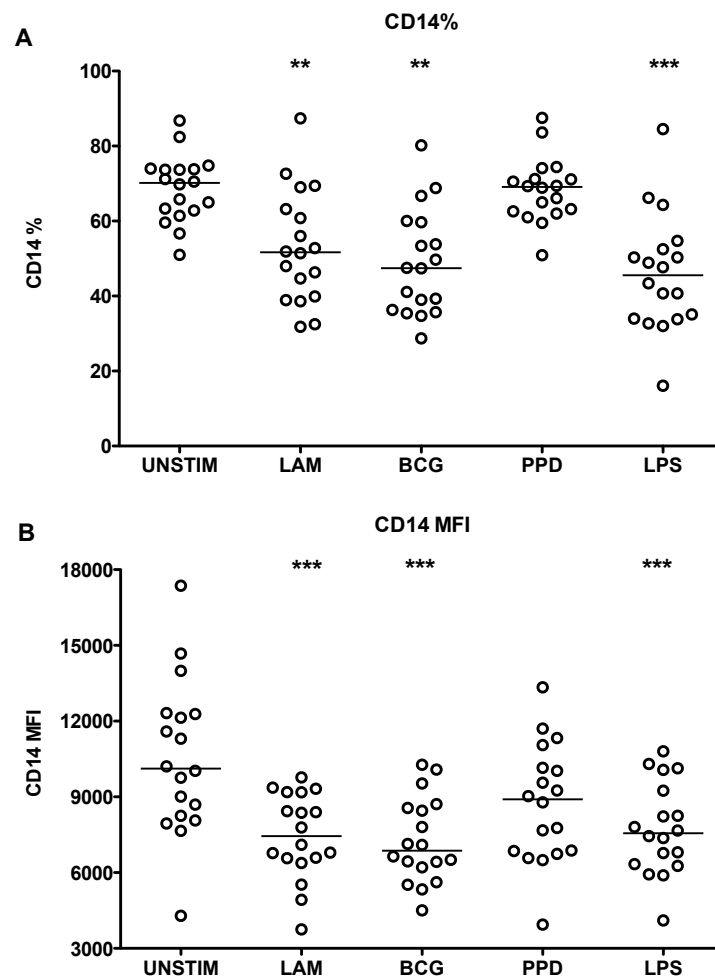 A
CD14%
** ** ***
100
80
60
40
20
0
CD14 %
UNSTIM LAM BCG PPD LPS
B
CD14 MFI
*** *** ***
18000
15000
12000
9000
6000
3000
CD14 MFI
UNSTIM LAM BCG PPD LPS